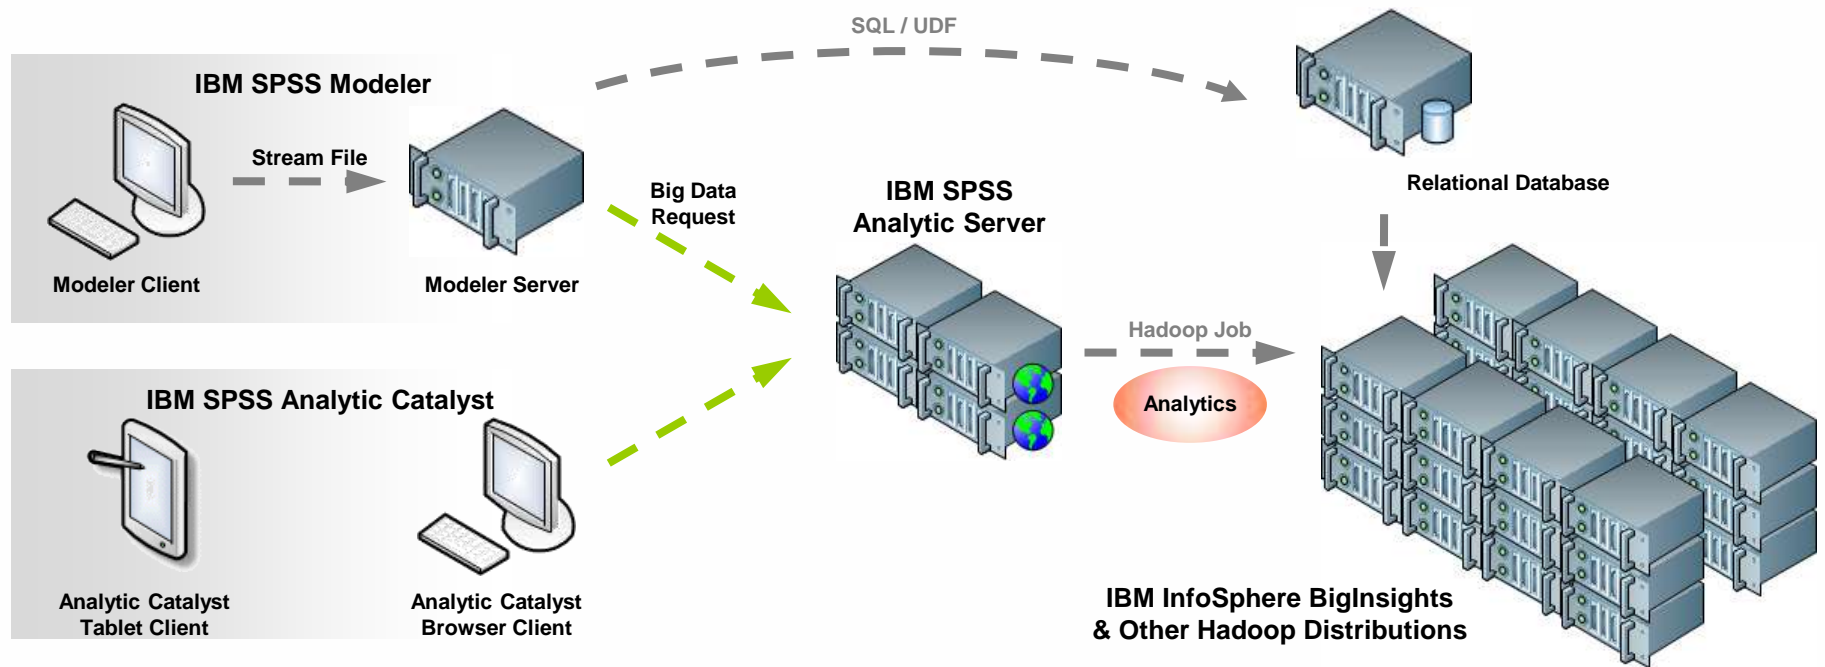 SQL / UDF
IBM SPSS Modeler
Stream File
Modeler Client
Modeler Server
Big Data
Request
IBM SPSS
Analytic Server
Relational Database
Hadoop Job
Analytics
IBM SPSS Analytic Catalyst
Analytic Catalyst
Tablet Client
Analytic Catalyst
Browser Client
IBM InfoSphere BigInsights
& Other Hadoop Distributions